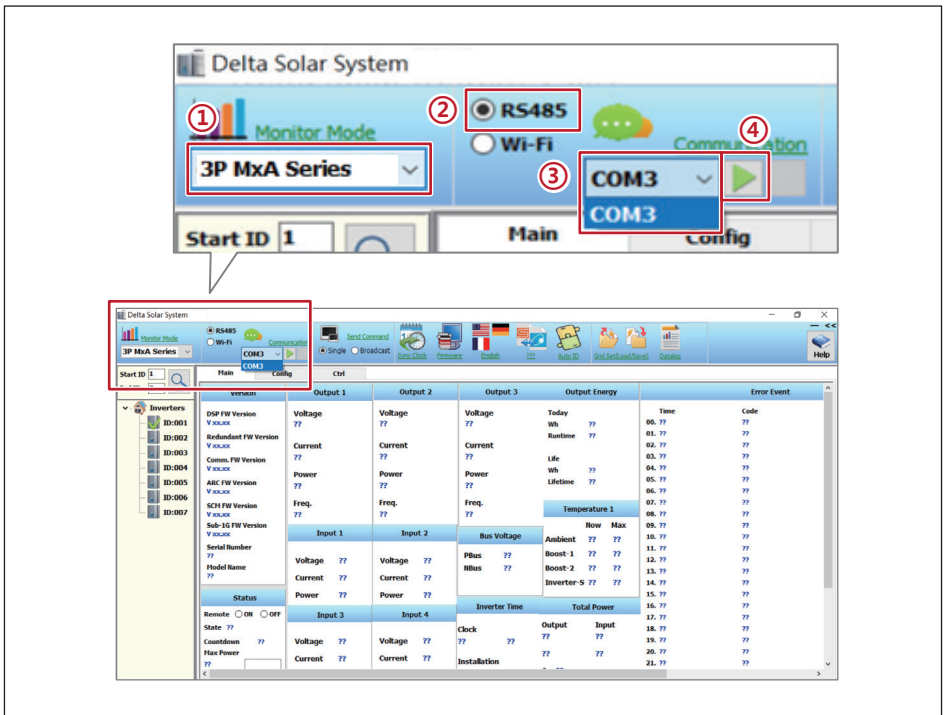 Delta Solar System
①
Monitor Mode
3P MxA Series
②
RS485
Wi-Fi
③
④
Communication
COM3
COM3
Start ID 1
Main
Config
Delta Solar System
Monitor Mode
3P MxA Series
RS485
Wi-Fi
COM3
COM3
Send Command
Single Broadcast
Sync Clock
English
???
Auto ID
Grid Set(Load/Save)
Datalog
<<
Help
Start ID 1
Main
Config
Ctrl
Inverters
ID:001
ID:002
ID:003
ID:004
ID:005
ID:006
ID:007
Version
DSP FW Version
V xx.xx
Redundant FW Version
V xx.xx
Comm. FW Version
V xx.xx
ARC FW Version
V xx.xx
SCM FW Version
V xx.xx
Sub-1G FW Version
V xx.xx
Serial Number
??
Model Name
??
Status
Remote ON OFF
State ??
Countdown ??
Max Power
??
Output 1
Voltage
??
Current
??
Power
??
Freq.
??
Output 2
Voltage
??
Current
??
Power
??
Freq.
??
Output 3
Voltage
??
Current
??
Power
??
Freq.
??
Input 1
Voltage ??
Current ??
Power ??
Input 2
Voltage ??
Current ??
Power ??
Input 3
Voltage ??
Current ??
Input 4
Voltage ??
Current ??
Bus Voltage
PBus ??
NBus ??
Inverter Time
Clock
?? ??
Installation
Output Energy
Today
Wh ??
Runtime ??
Life
Wh ??
Lifetime ??
Temperature 1
Now Max
Ambient ?? ??
Boost-1 ?? ??
Boost-2 ?? ??
Inverter-S ?? ??
Total Power
Output Input
?? ??
?? ??
Error Event
Time Code
00. ?? ??
01. ?? ??
02. ?? ??
03. ?? ??
04. ?? ??
05. ?? ??
06. ?? ??
07. ?? ??
08. ?? ??
09. ?? ??
10. ?? ??
11. ?? ??
12. ?? ??
13. ?? ??
14. ?? ??
15. ?? ??
16. ?? ??
17. ?? ??
18. ?? ??
19. ?? ??
20. ?? ??
21. ?? ??